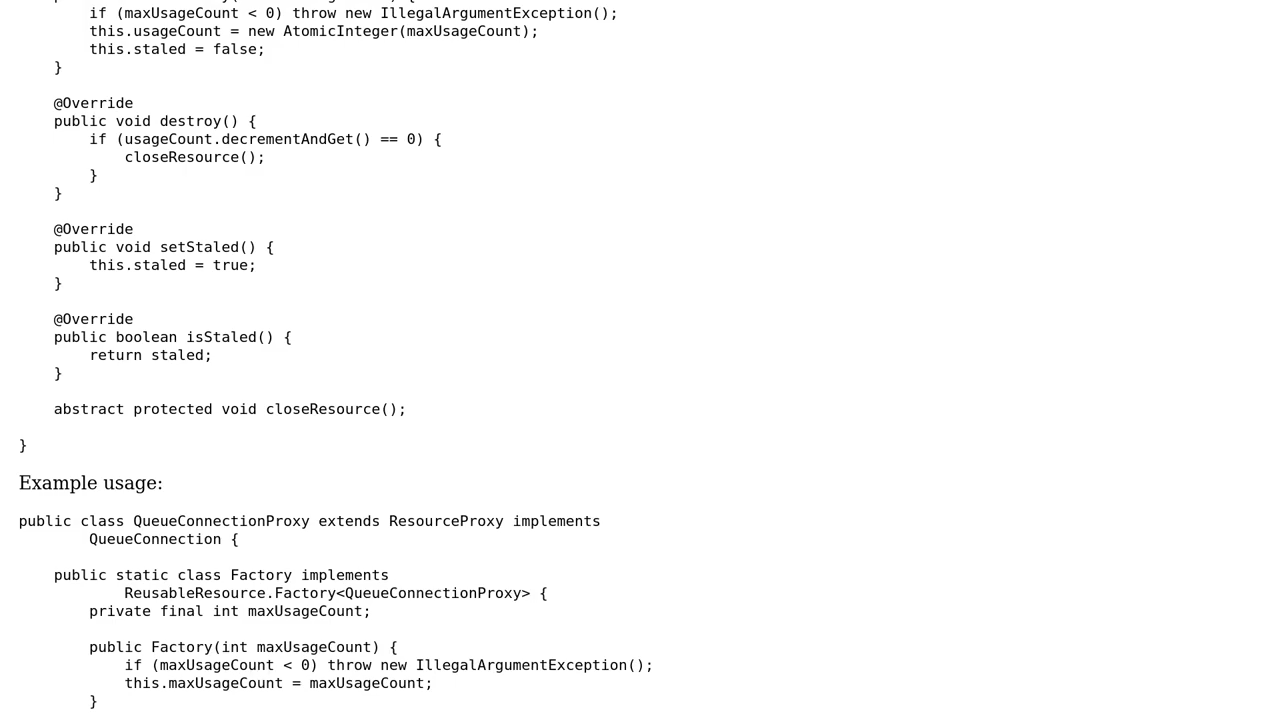 if (maxUsageCount < 0) throw new IllegalArgumentException();
        this.usageCount = new AtomicInteger(maxUsageCount);
        this.staled = false;
    }

    @Override
    public void destroy() {
        if (usageCount.decrementAndGet() == 0) {
            closeResource();
        }
    }

    @Override
    public void setStaled() {
        this.staled = true;
    }

    @Override
    public boolean isStaled() {
        return staled;
    }

    abstract protected void closeResource();

}
Example usage:
public class QueueConnectionProxy extends ResourceProxy implements
        QueueConnection {

    public static class Factory implements
            ReusableResource.Factory<QueueConnectionProxy> {
        private final int maxUsageCount;

        public Factory(int maxUsageCount) {
            if (maxUsageCount < 0) throw new IllegalArgumentException();
            this.maxUsageCount = maxUsageCount;
        }